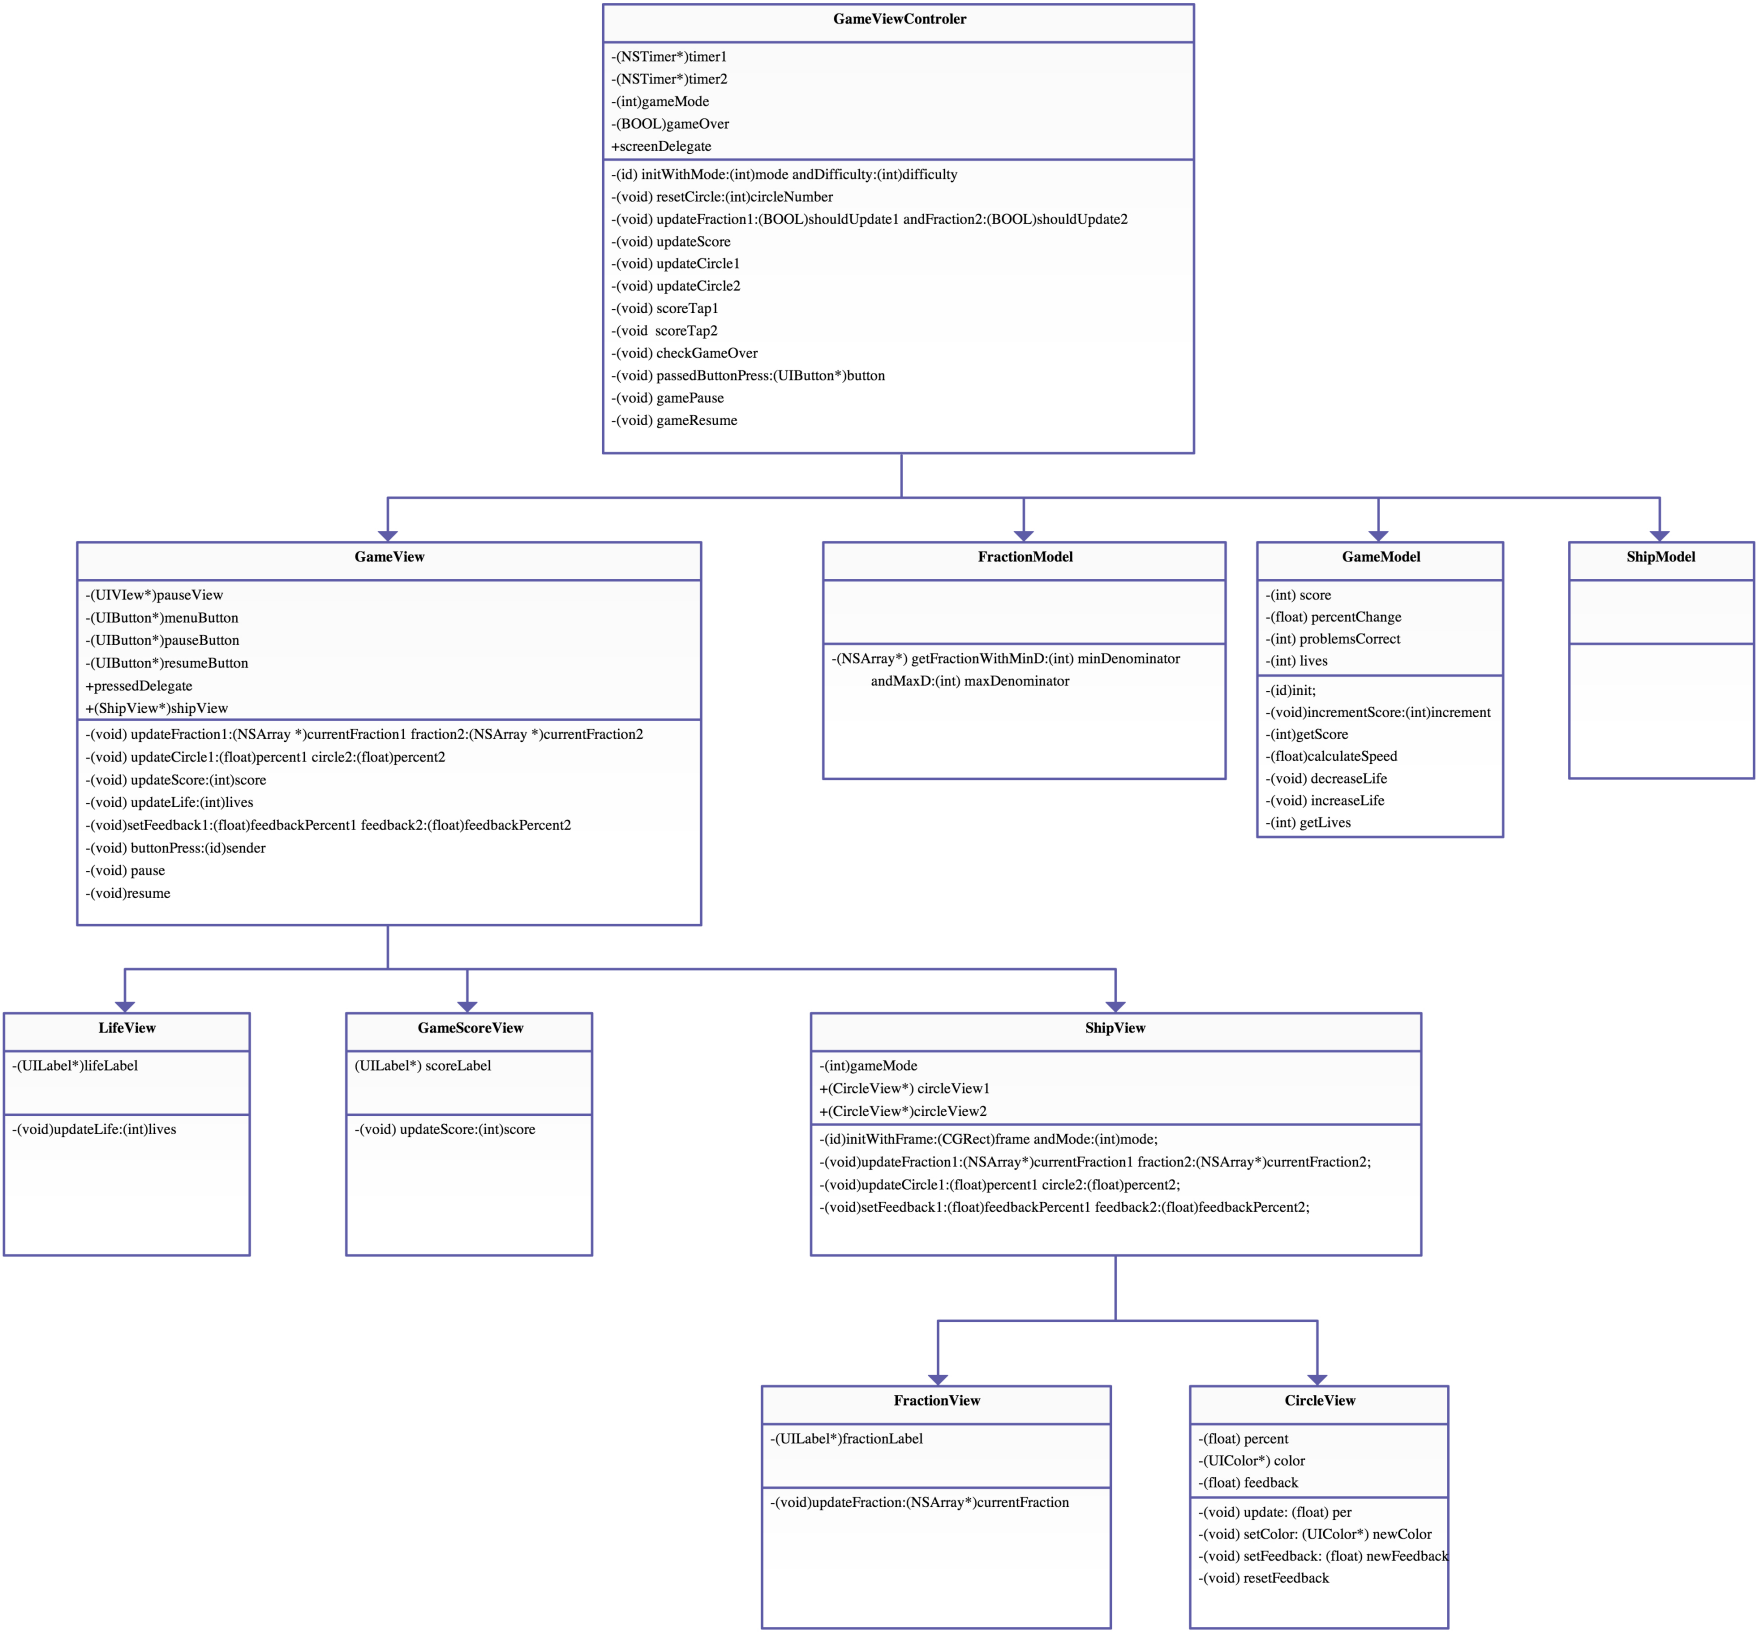 GameViewControler
-(NSTimer*)timer1
-(NSTimer*)timer2
-(int)gameMode
-(BOOL)gameOver
+screenDelegate
-(id) initWithMode:(int)mode andDifficulty:(int)difficulty
-(void) resetCircle:(int)circleNumber
-(void) updateFraction1:(BOOL)shouldUpdate1 andFraction2:(BOOL)shouldUpdate2
-(void) updateScore
-(void) updateCircle1
-(void) updateCircle2
-(void) scoreTap1
-(void  scoreTap2
-(void) checkGameOver
-(void) passedButtonPress:(UIButton*)button
-(void) gamePause
-(void) gameResume
GameView
-(UIVIew*)pauseView
-(UIButton*)menuButton
-(UIButton*)pauseButton
-(UIButton*)resumeButton
+pressedDelegate
+(ShipView*)shipView
-(void) updateFraction1:(NSArray *)currentFraction1 fraction2:(NSArray *)currentFraction2
-(void) updateCircle1:(float)percent1 circle2:(float)percent2
-(void) updateScore:(int)score
-(void) updateLife:(int)lives
-(void)setFeedback1:(float)feedbackPercent1 feedback2:(float)feedbackPercent2
-(void) buttonPress:(id)sender
-(void) pause
-(void)resume
FractionModel
-(NSArray*) getFractionWithMinD:(int) minDenominator
andMaxD:(int) maxDenominator
GameModel
-(int) score
-(float) percentChange
-(int) problemsCorrect
-(int) lives
-(id)init;
-(void)incrementScore:(int)increment
-(int)getScore
-(float)calculateSpeed
-(void) decreaseLife
-(void) increaseLife
-(int) getLives
ShipModel
LifeView
-(UILabel*)lifeLabel
-(void)updateLife:(int)lives
GameScoreView
(UILabel*) scoreLabel
-(void) updateScore:(int)score
ShipView
-(int)gameMode
+(CircleView*) circleView1
+(CircleView*)circleView2
-(id)initWithFrame:(CGRect)frame andMode:(int)mode;
-(void)updateFraction1:(NSArray*)currentFraction1 fraction2:(NSArray*)currentFraction2;
-(void)updateCircle1:(float)percent1 circle2:(float)percent2;
-(void)setFeedback1:(float)feedbackPercent1 feedback2:(float)feedbackPercent2;
FractionView
-(UILabel*)fractionLabel
-(void)updateFraction:(NSArray*)currentFraction
CircleView
-(float) percent
-(UIColor*) color
-(float) feedback
-(void) update: (float) per
-(void) setColor: (UIColor*) newColor
-(void) setFeedback: (float) newFeedback
-(void) resetFeedback